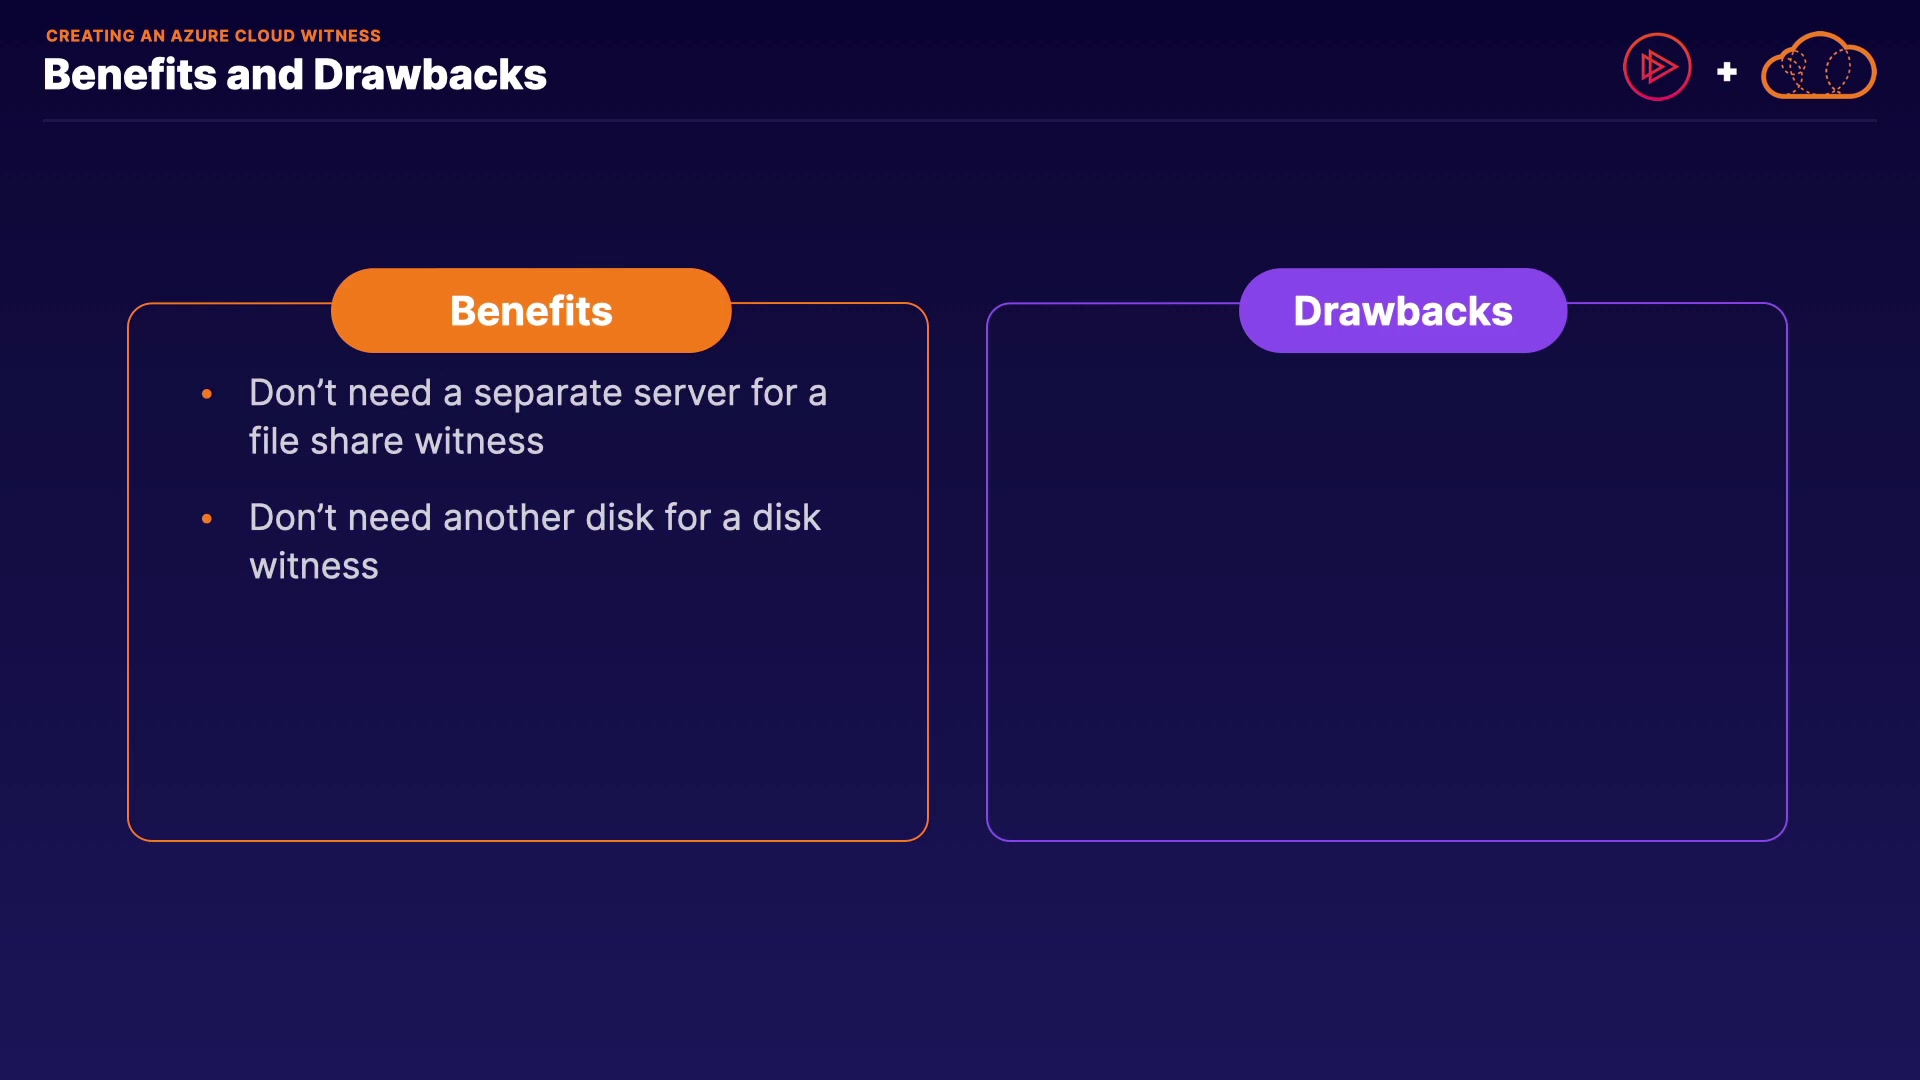 CREATING AN AZURE CLOUD WITNESS
Benefits and Drawbacks
Benefits
• Don’t need a separate server for a
file share witness
• Don’t need another disk for a disk
witness
Drawbacks